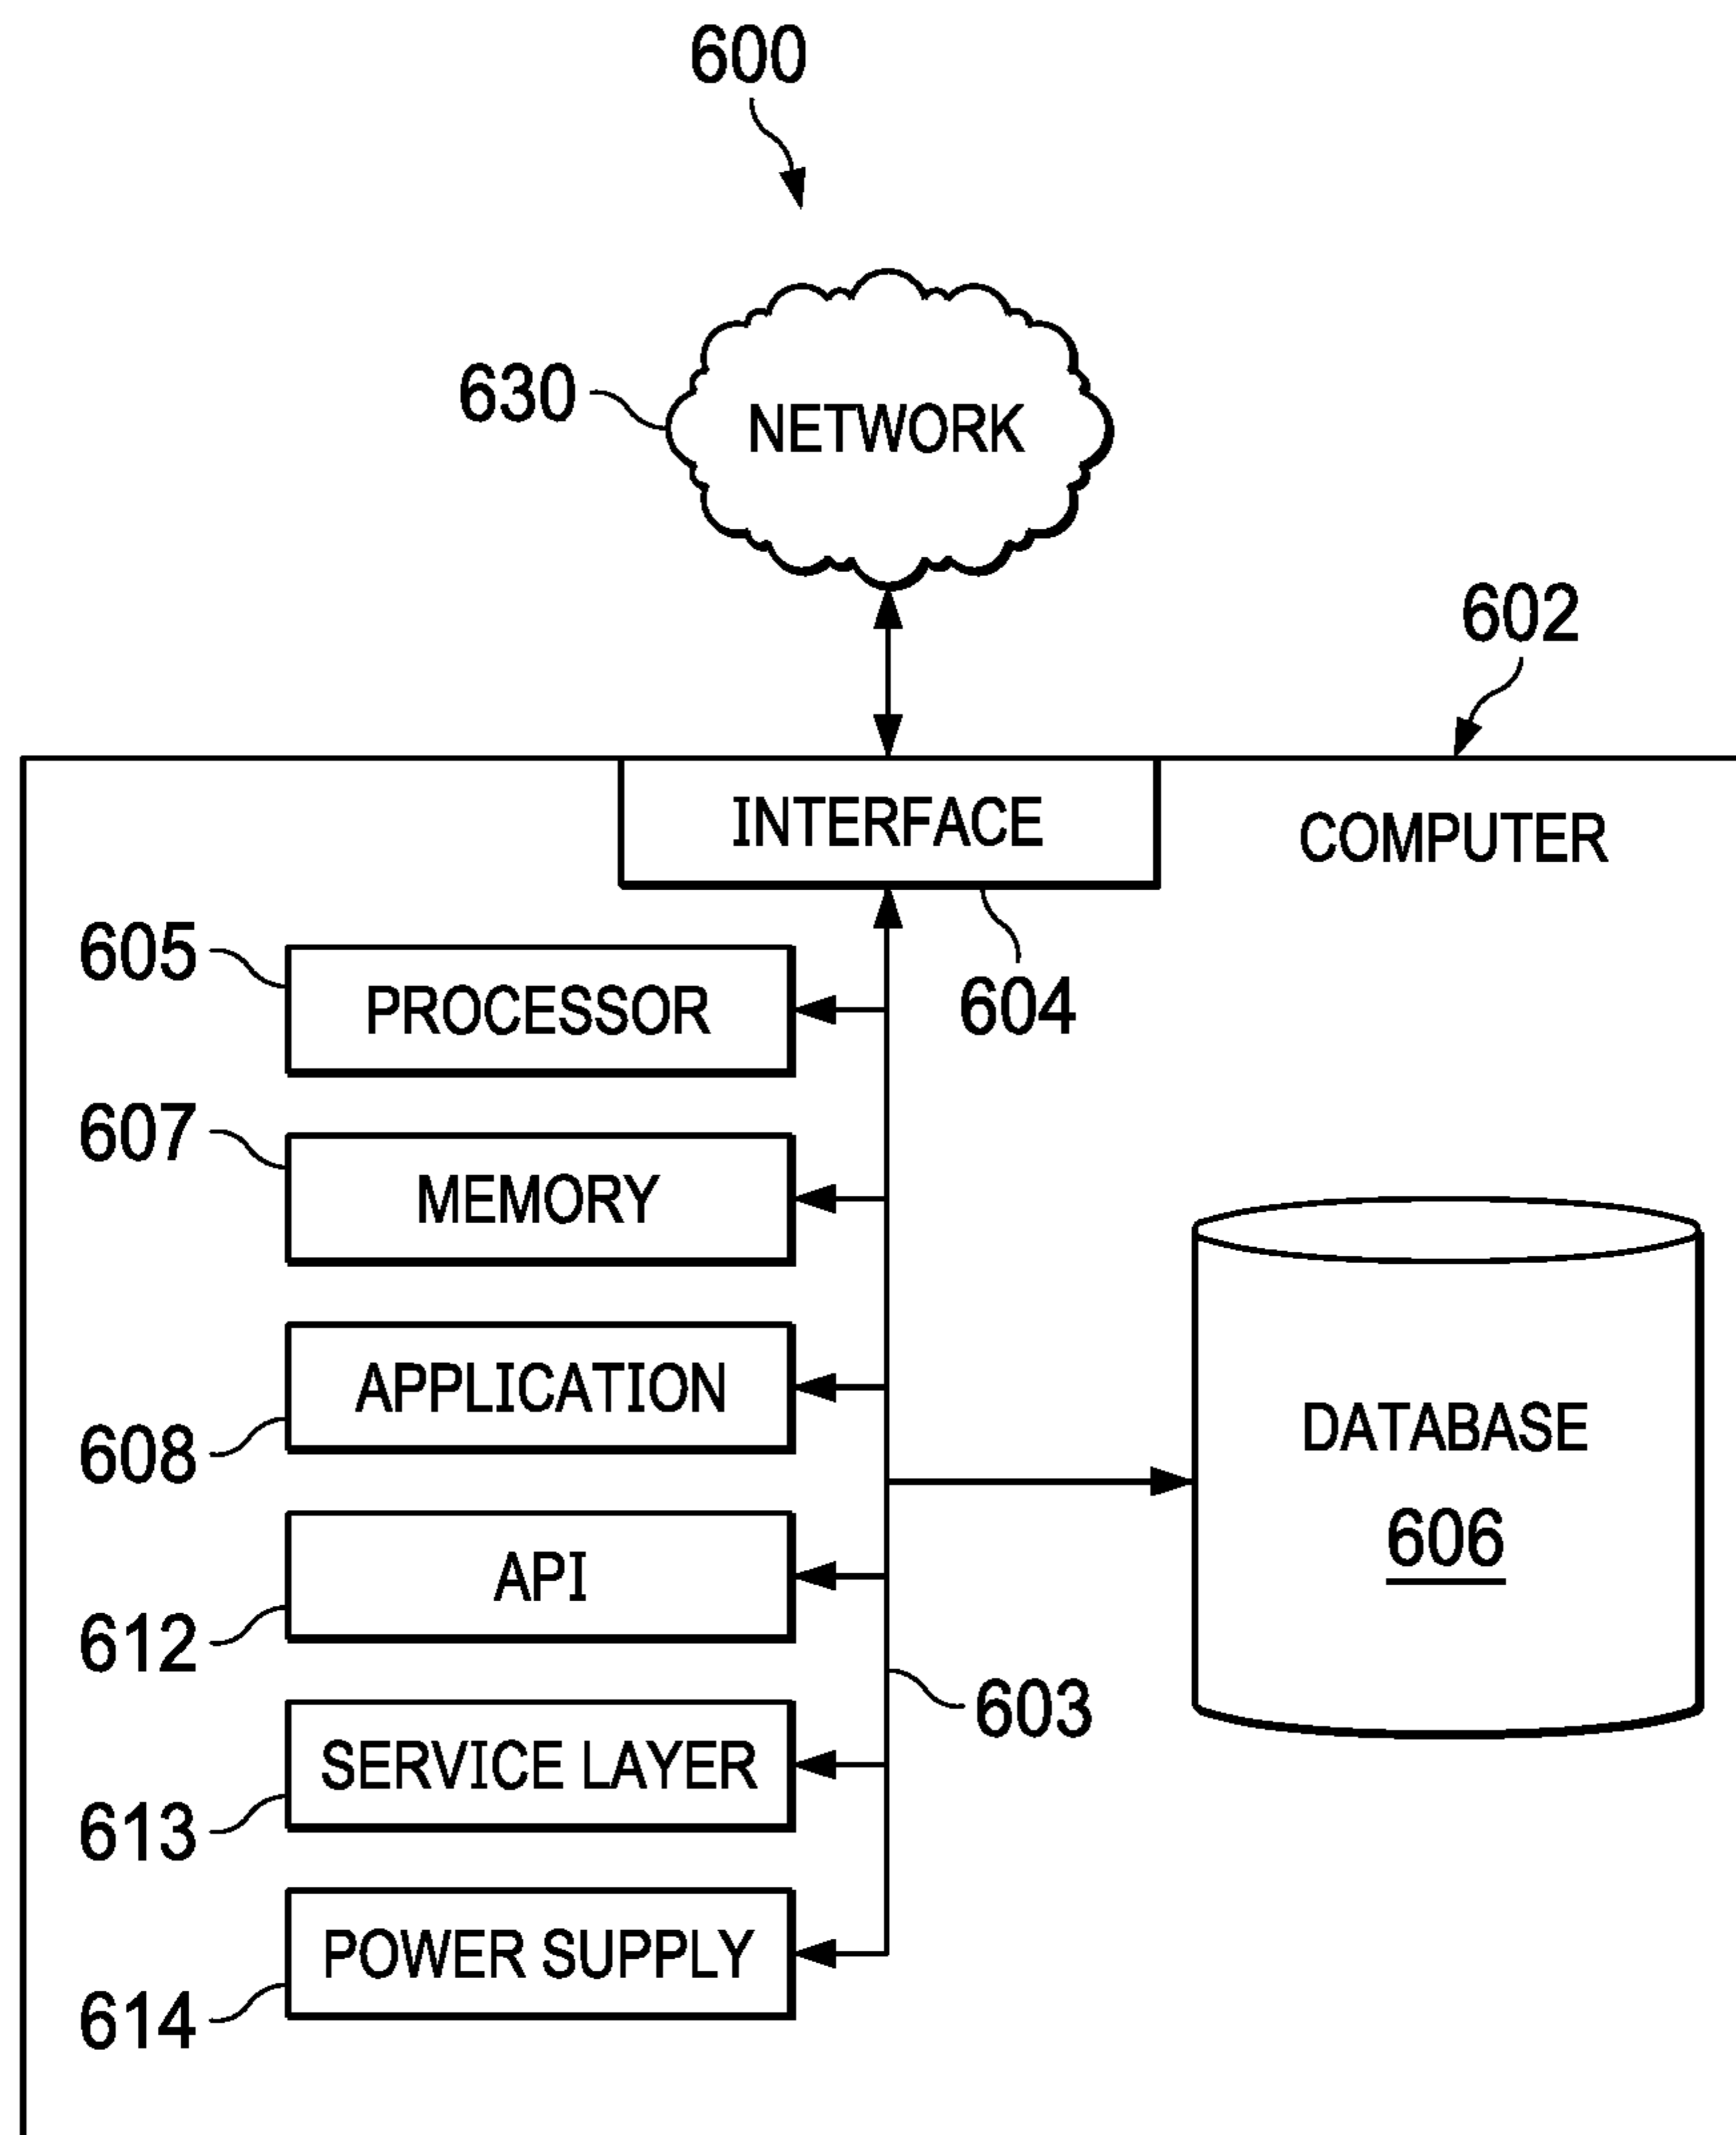 600
630
NETWORK
602
INTERFACE
COMPUTER
605
PROCESSOR
604
607
MEMORY
APPLICATION
608
DATABASE
606
API
612
603
SERVICE LAYER
613
POWER SUPPLY
614